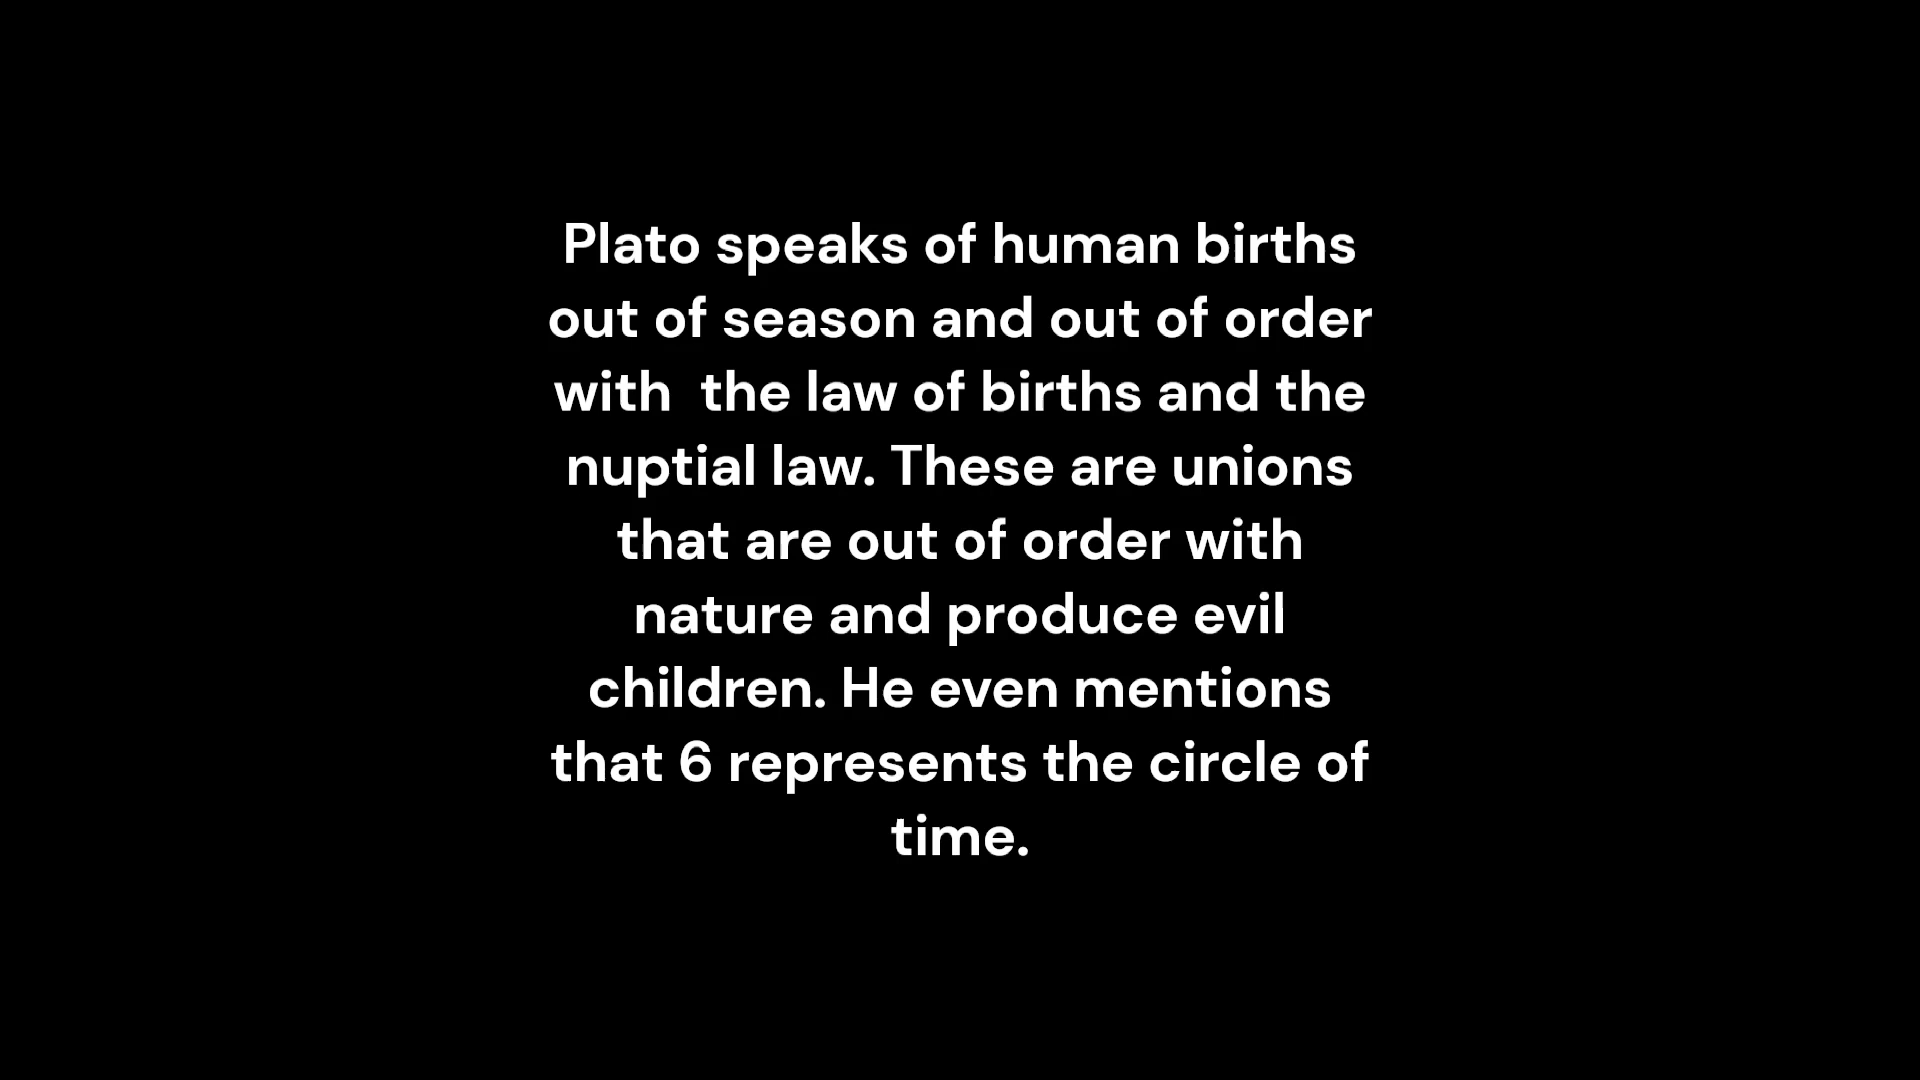 Plato speaks of human births
out of season and out of order
with  the law of births and the
nuptial law. These are unions
that are out of order with
nature and produce evil
children. He even mentions
that 6 represents the circle of
time.